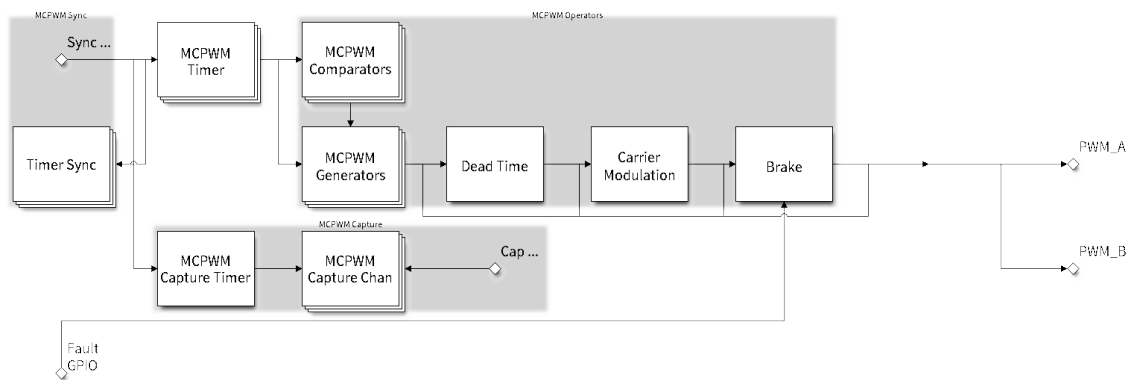 MCPWM Sync
MCPWM Operators
Sync ...
MCPWM
Timer
MCPWM
Comparators
Timer Sync
MCPWM
Generators
Dead Time
Carrier
Modulation
Brake
PWM_A
MCPWM Capture
MCPWM
Capture Timer
MCPWM
Capture Chan
Cap ...
PWM_B
Fault
GPIO